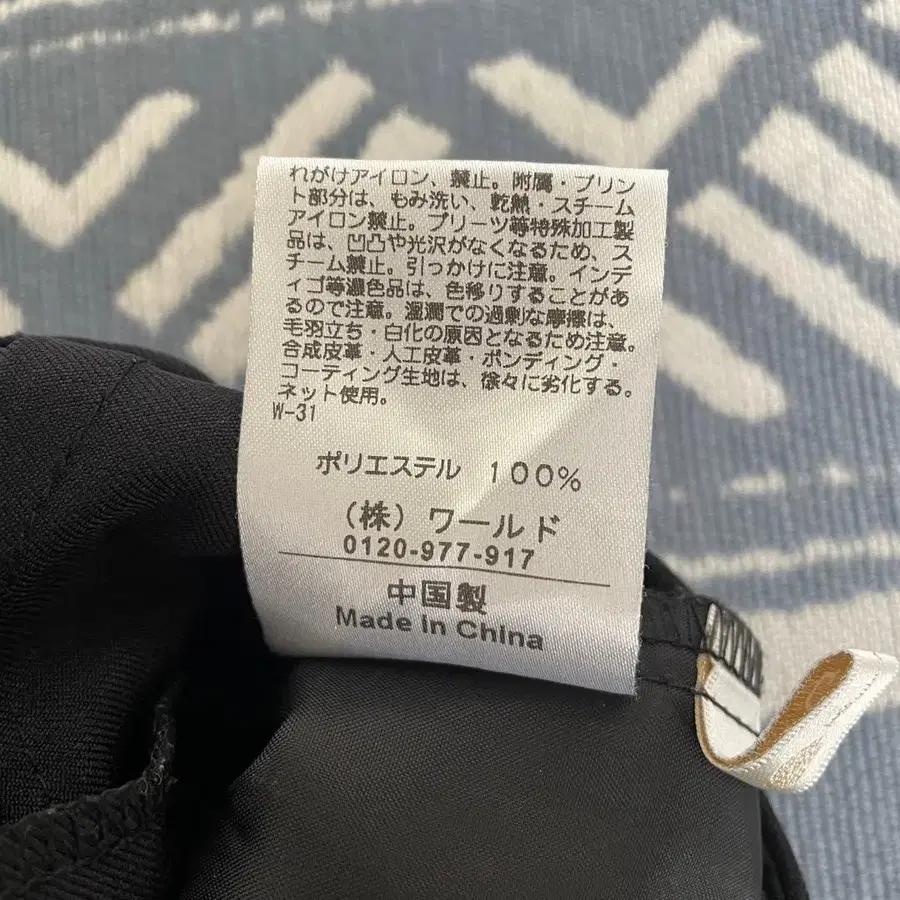 れがけアイロン、禁止。附属・プリン
ト部分は、もみ洗い、乾熱・スチーム
アイロン禁止。プリーツ等特殊加工製
品は、凹凸や光沢がなくなるため、ス
チーム禁止。引っかけに注意。インデ
ィゴ等濃色品は、色移りすることがあ
るので注意。湿潤での過剰な摩擦は、
毛羽立ち・白化の原因となるため注意。
合成皮革・人工皮革・ボンディング・
コーティング生地は、徐々に劣化する。
ネット使用。
W-31
ポリエステル 100%
(株)ワールド
0120-977-917
中国製
Made in China